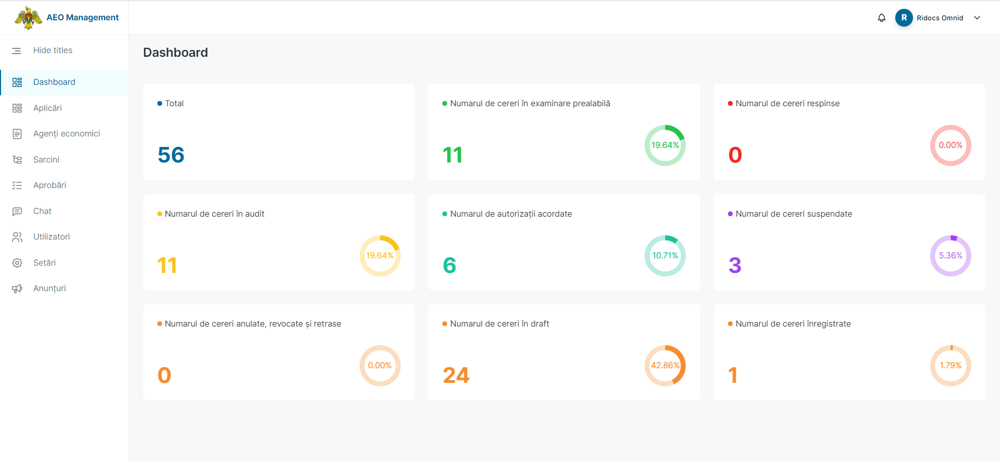 AEO Management
R
Ridocs Omnid
Hide titles
Dashboard
Aplicări
Agenți economici
Sarcini
Aprobări
Chat
Utilizatori
Setări
Anunțuri
Dashboard
Total
56
Numarul de cereri în examinare prealabilă
11
19.64%
Numarul de cereri respinse
0
0.00%
Numarul de cereri în audit
11
19.64%
Numarul de autorizații acordate
6
10.71%
Numarul de cereri suspendate
3
5.36%
Numarul de cereri anulate, revocate și retrase
0
0.00%
Numarul de cereri în draft
24
42.86%
Numarul de cereri înregistrate
1
1.79%